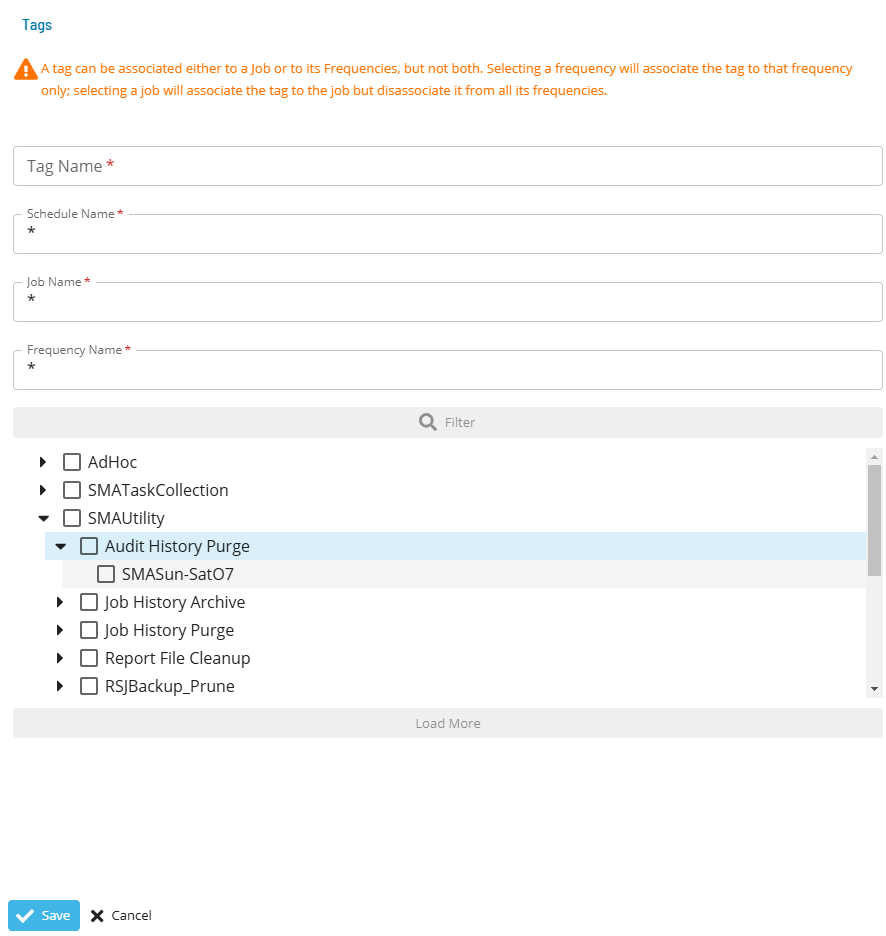 Tags
A tag can be associated either to a Job or to its Frequencies, but not both. Selecting a frequency will associate the tag to that frequency
only; selecting a job will associate the tag to the job but disassociate it from all its frequencies.
Tag Name *
Schedule Name *
*
Job Name *
*
Frequency Name *
*
Filter
AdHoc
SMATaskCollection
SMAUtility
Audit History Purge
SMASun-SatO7
Job History Archive
Job History Purge
Report File Cleanup
RSJBackup_Prune
Load More
Save Cancel